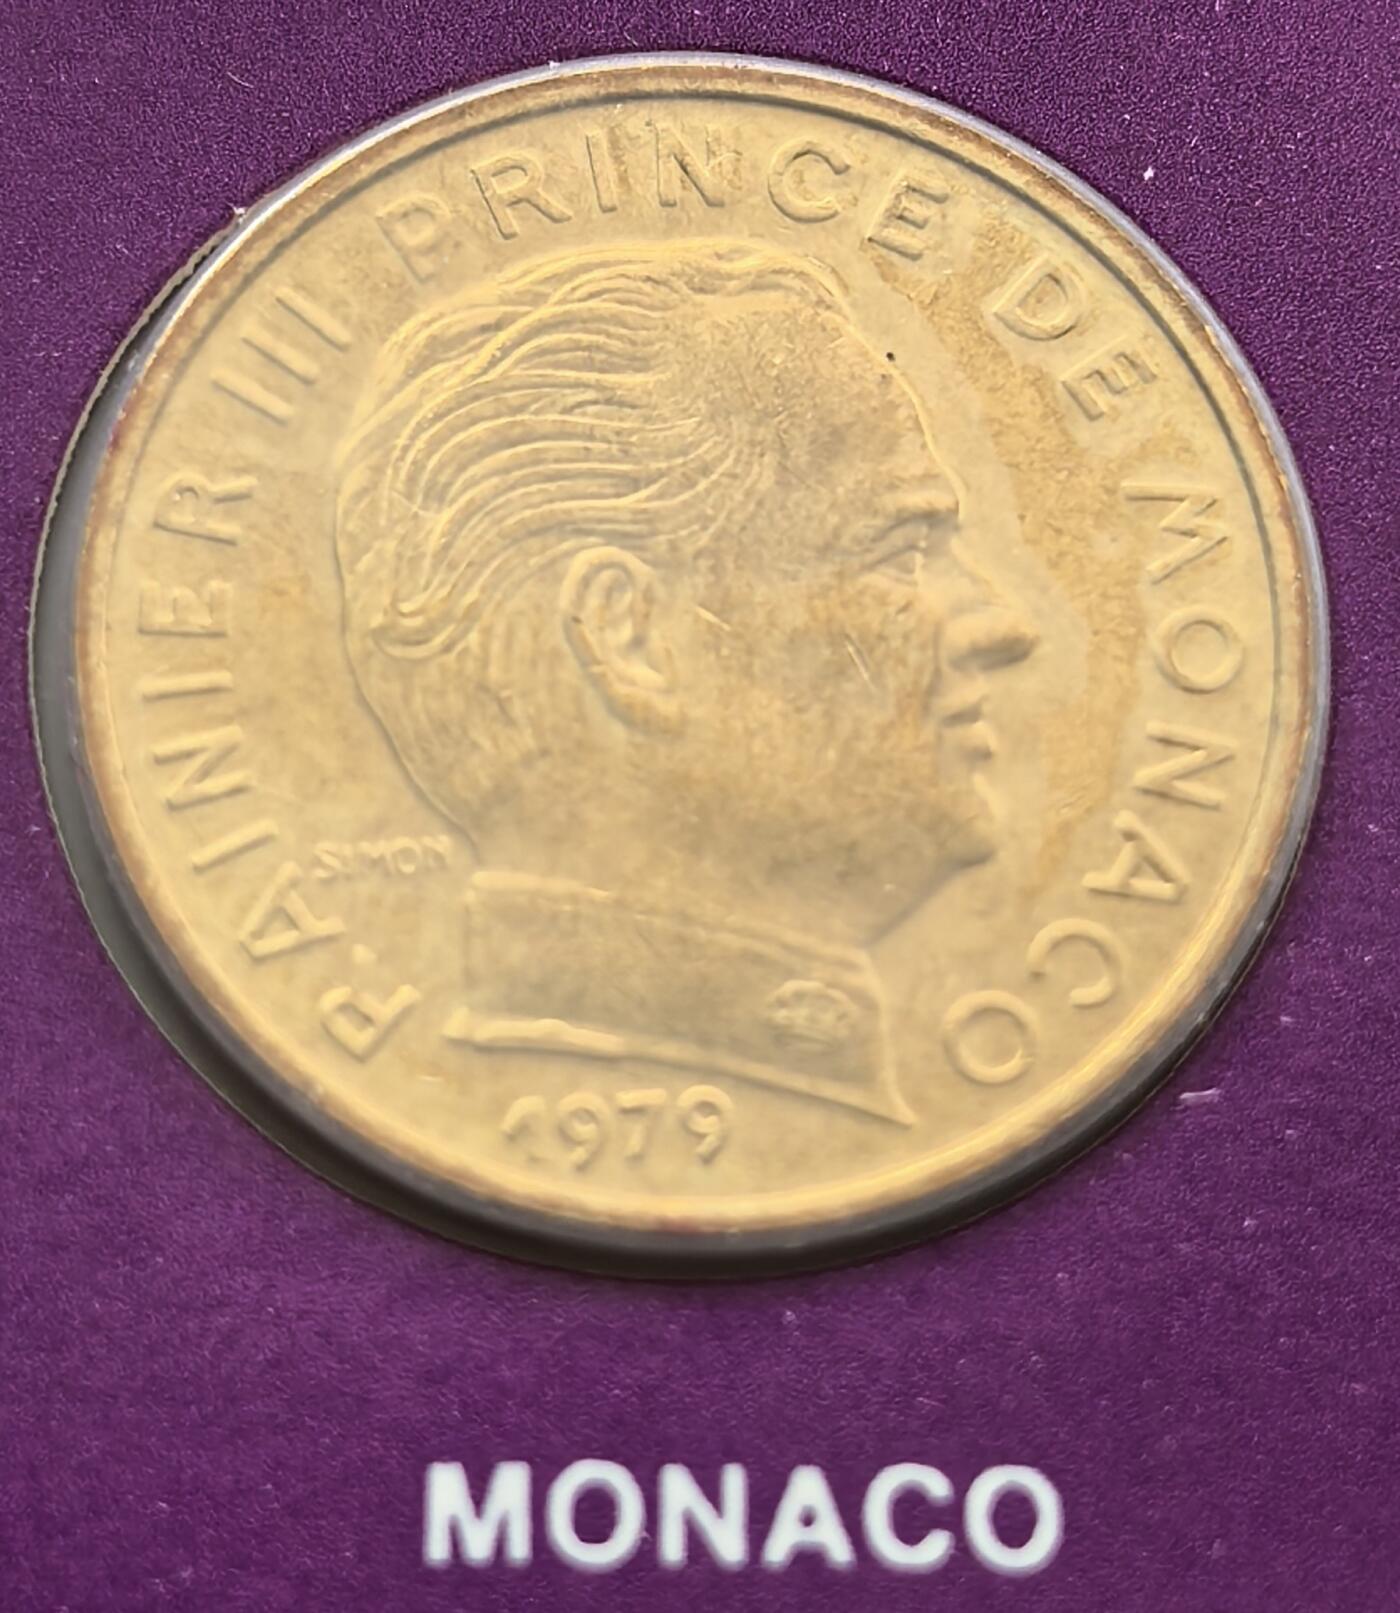 RAINIER III PRINCE DE MONACO
SIMON
1979
MONACO